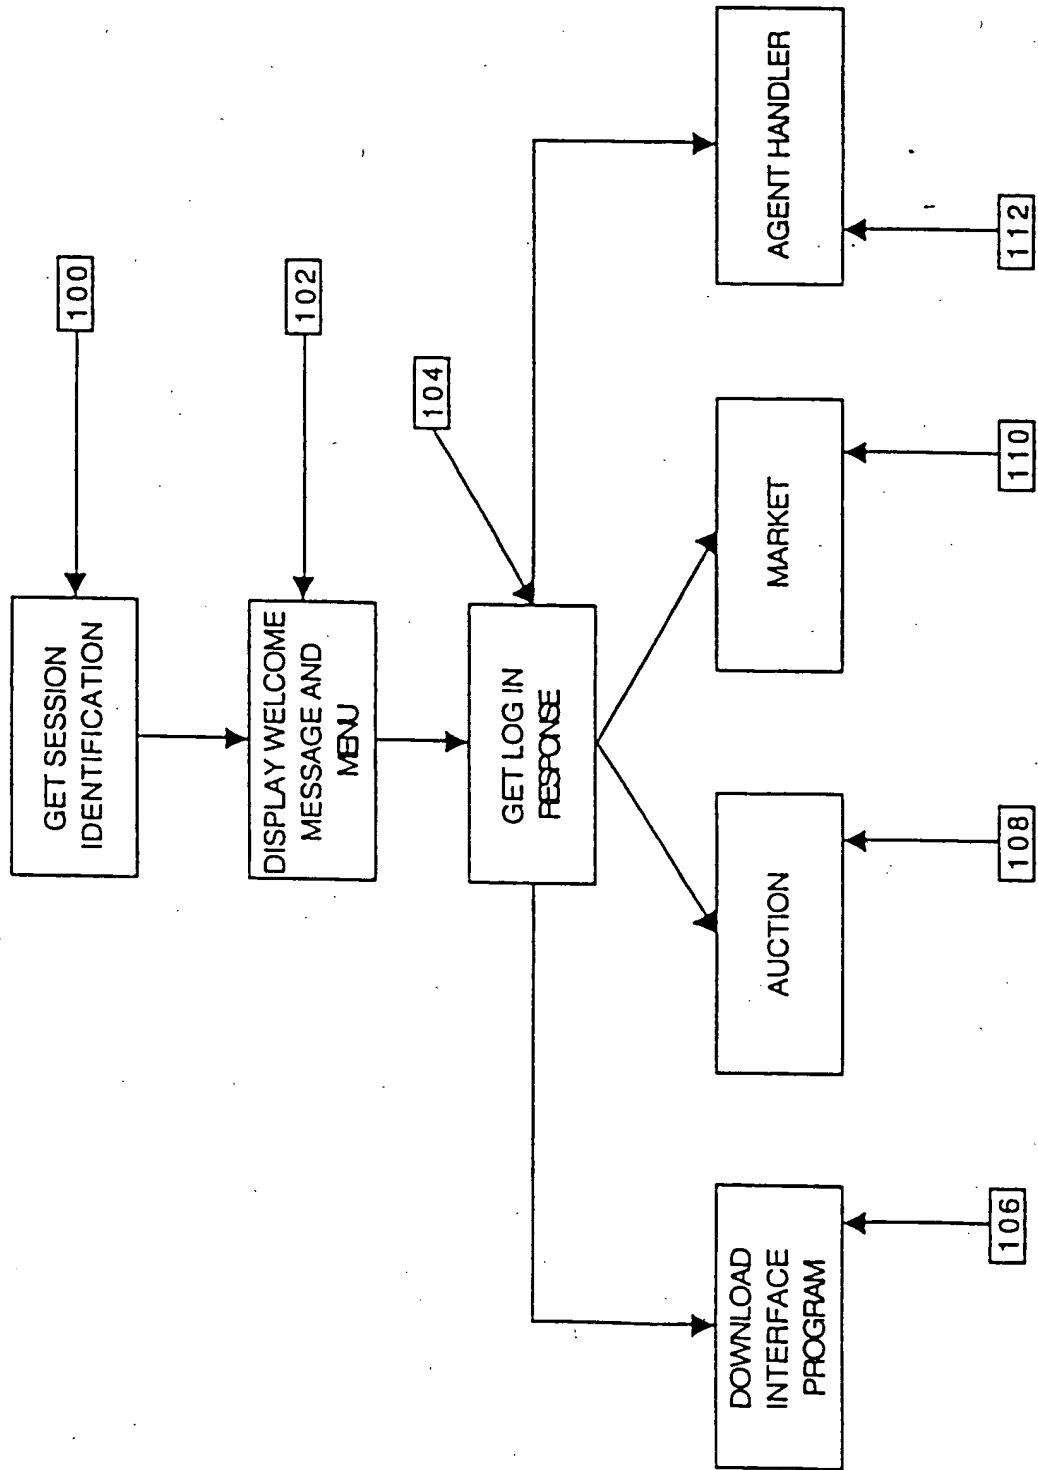 GET SESSION
IDENTIFICATION
100
DISPLAY WELCOME
MESSAGE AND
MENU
102
GET LOG IN
RESPONSE
104
DOWNLOAD
INTERFACE
PROGRAM
106
AUCTION
108
MARKET
110
AGENT HANDLER
112